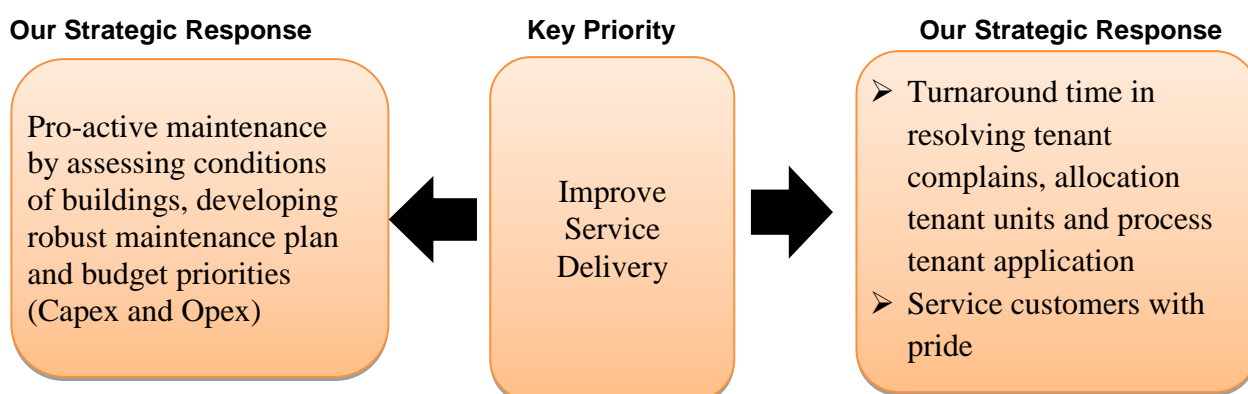 Our Strategic Response
Key Priority
Our Strategic Response
Pro-active maintenance
by assessing conditions
of buildings, developing
robust maintenance plan
and budget priorities
(Capex and Opex)
Improve
Service
Delivery
➢ Turnaround time in
resolving tenant
complains, allocation
tenant units and process
tenant application
➢ Service customers with
pride